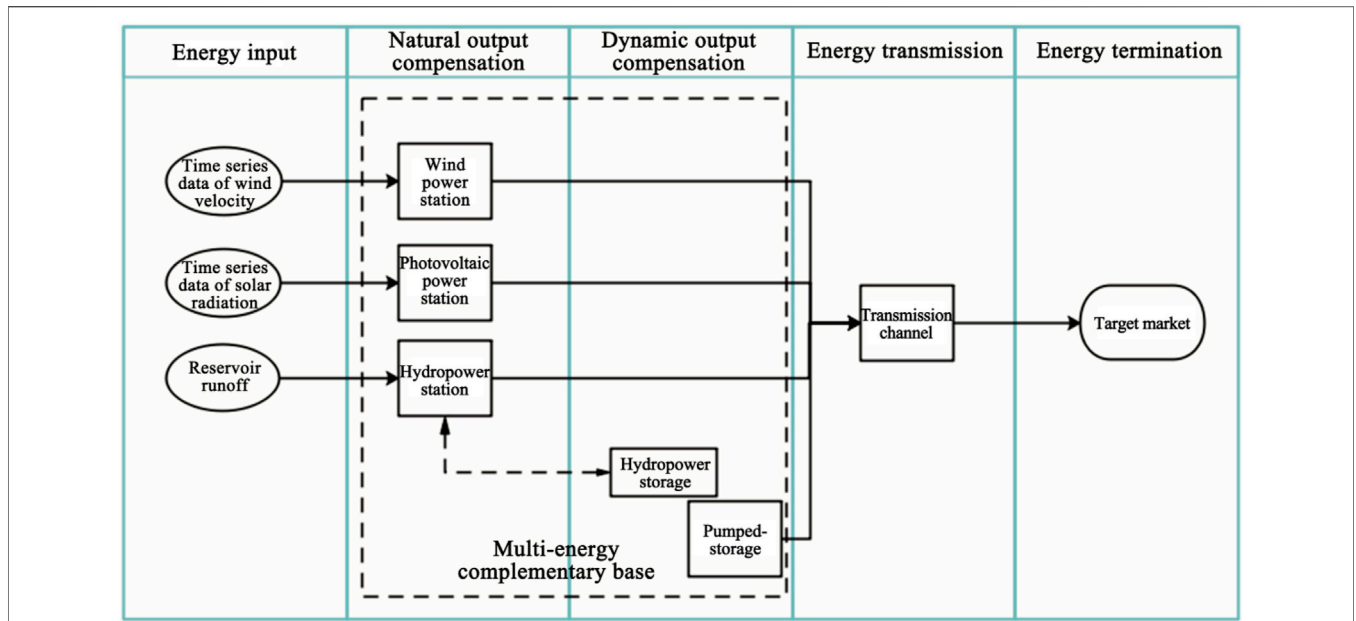 Energy input
Natural output
compensation
Dynamic output
compensation
Energy transmission
Energy termination
Time series
data of wind
velocity
Wind
power
station
Time series
data of solar
radiation
Photovoltaic
power
station
Reservoir
runoff
Hydropower
station
Transmission
channel
Target market
Hydropower
storage
Pumped-
storage
Multi-energy
complementary base